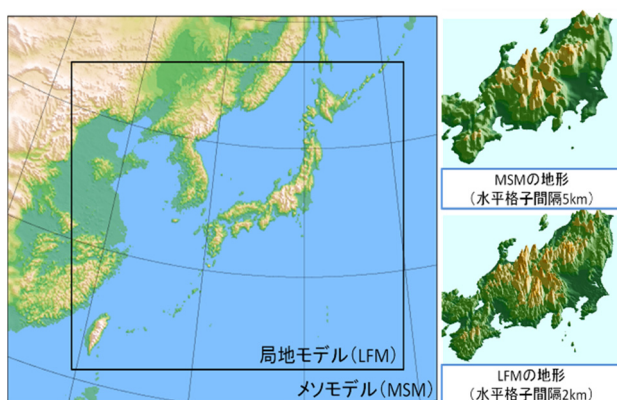 局地モデル(LFM)
メソモデル(MSM)
MSMの地形
(水平格子間隔5km)
LFMの地形
(水平格子間隔2km)